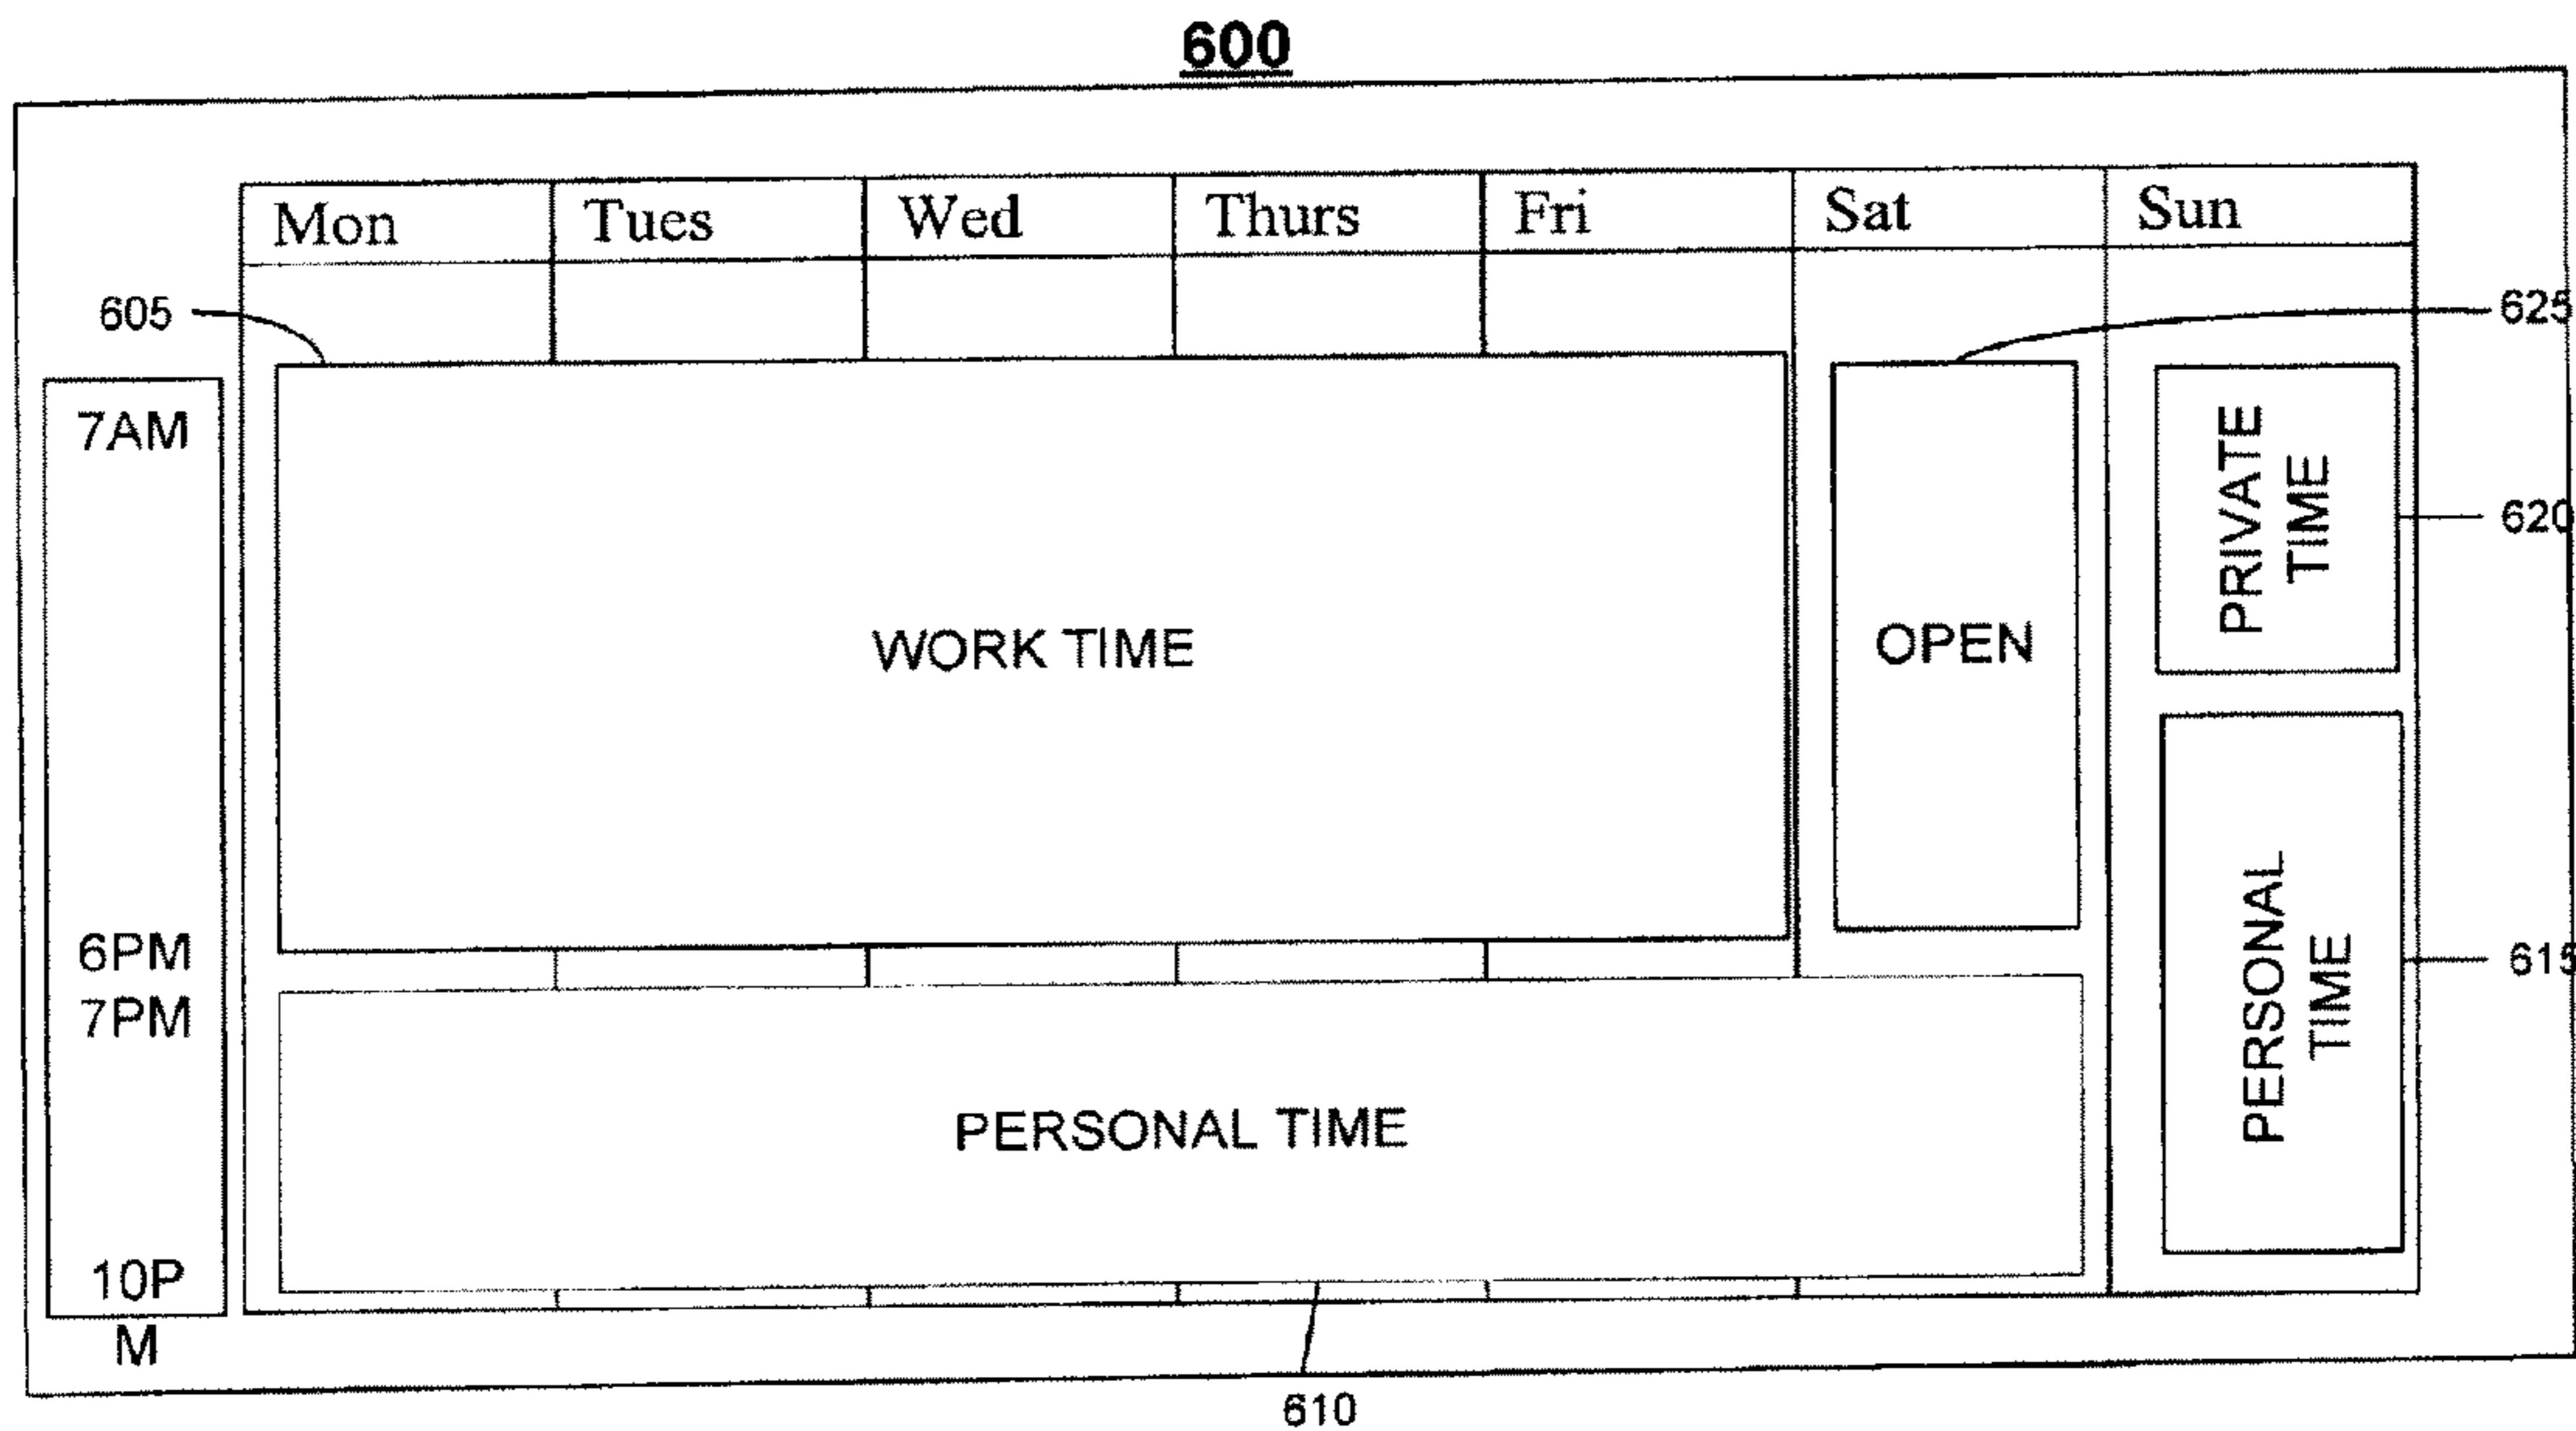 600
Mon Tues Wed Thurs Fri Sat Sun
605
625
7AM
PRIVATE
TIME
620
WORK TIME
OPEN
6PM
7PM
PERSONAL
TIME
615
PERSONAL TIME
10P
M
610